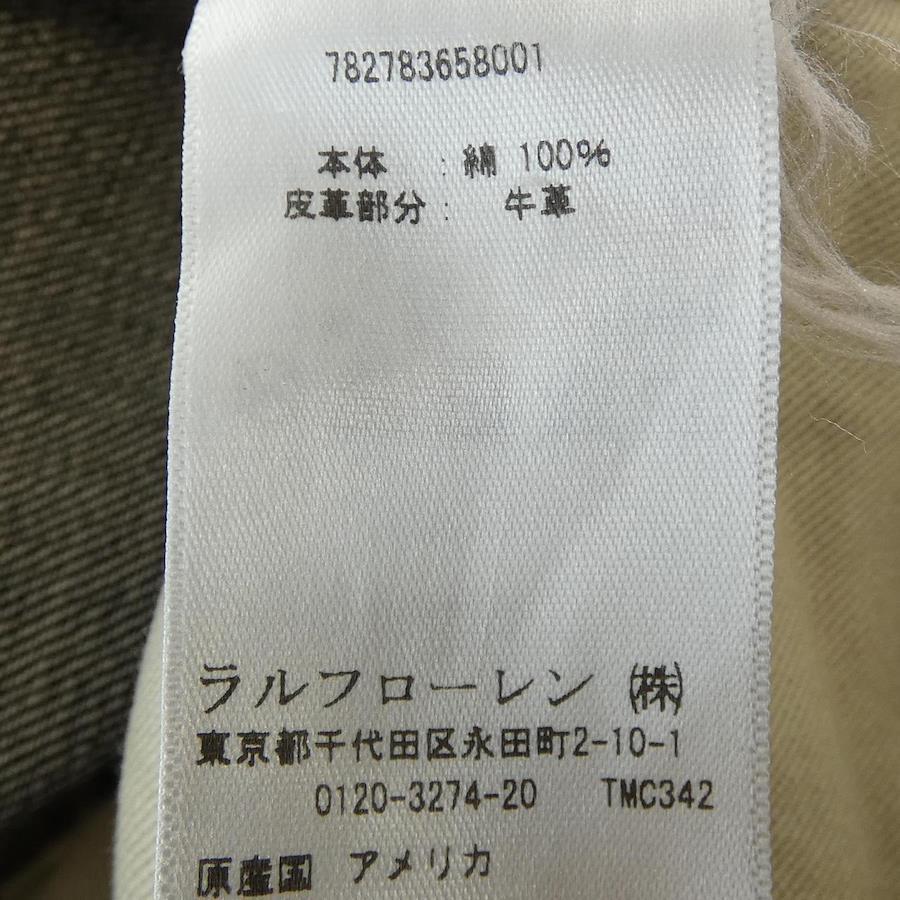 782783658001
本体 : 綿 100%
皮革部分 : 牛革
ラルフローレン ㈱
東京都千代田区永田町2-10-1
0120-3274-20 TMC342
原産国 アメリカ